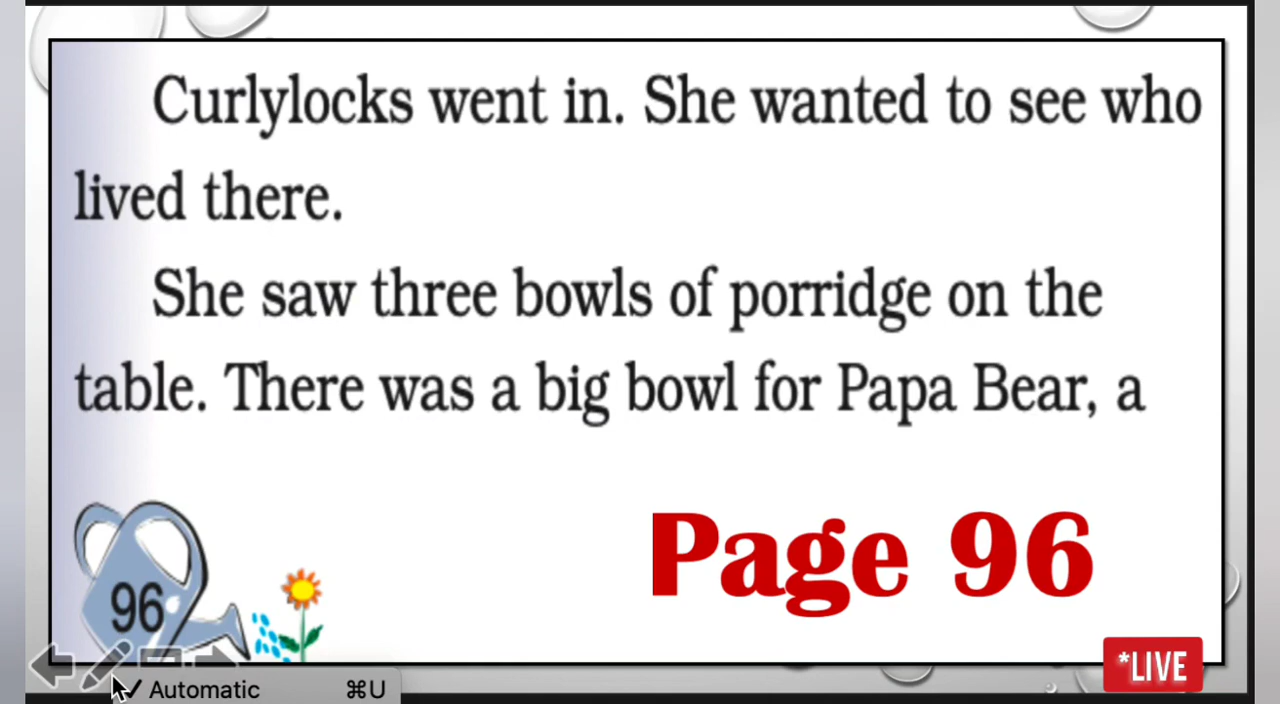 Curlylocks went in. She wanted to see who
lived there.
She saw three bowls of porridge on the
table. There was a big bowl for Papa Bear, a
Page 96
96
*LIVE
✓ Automatic ⌘U